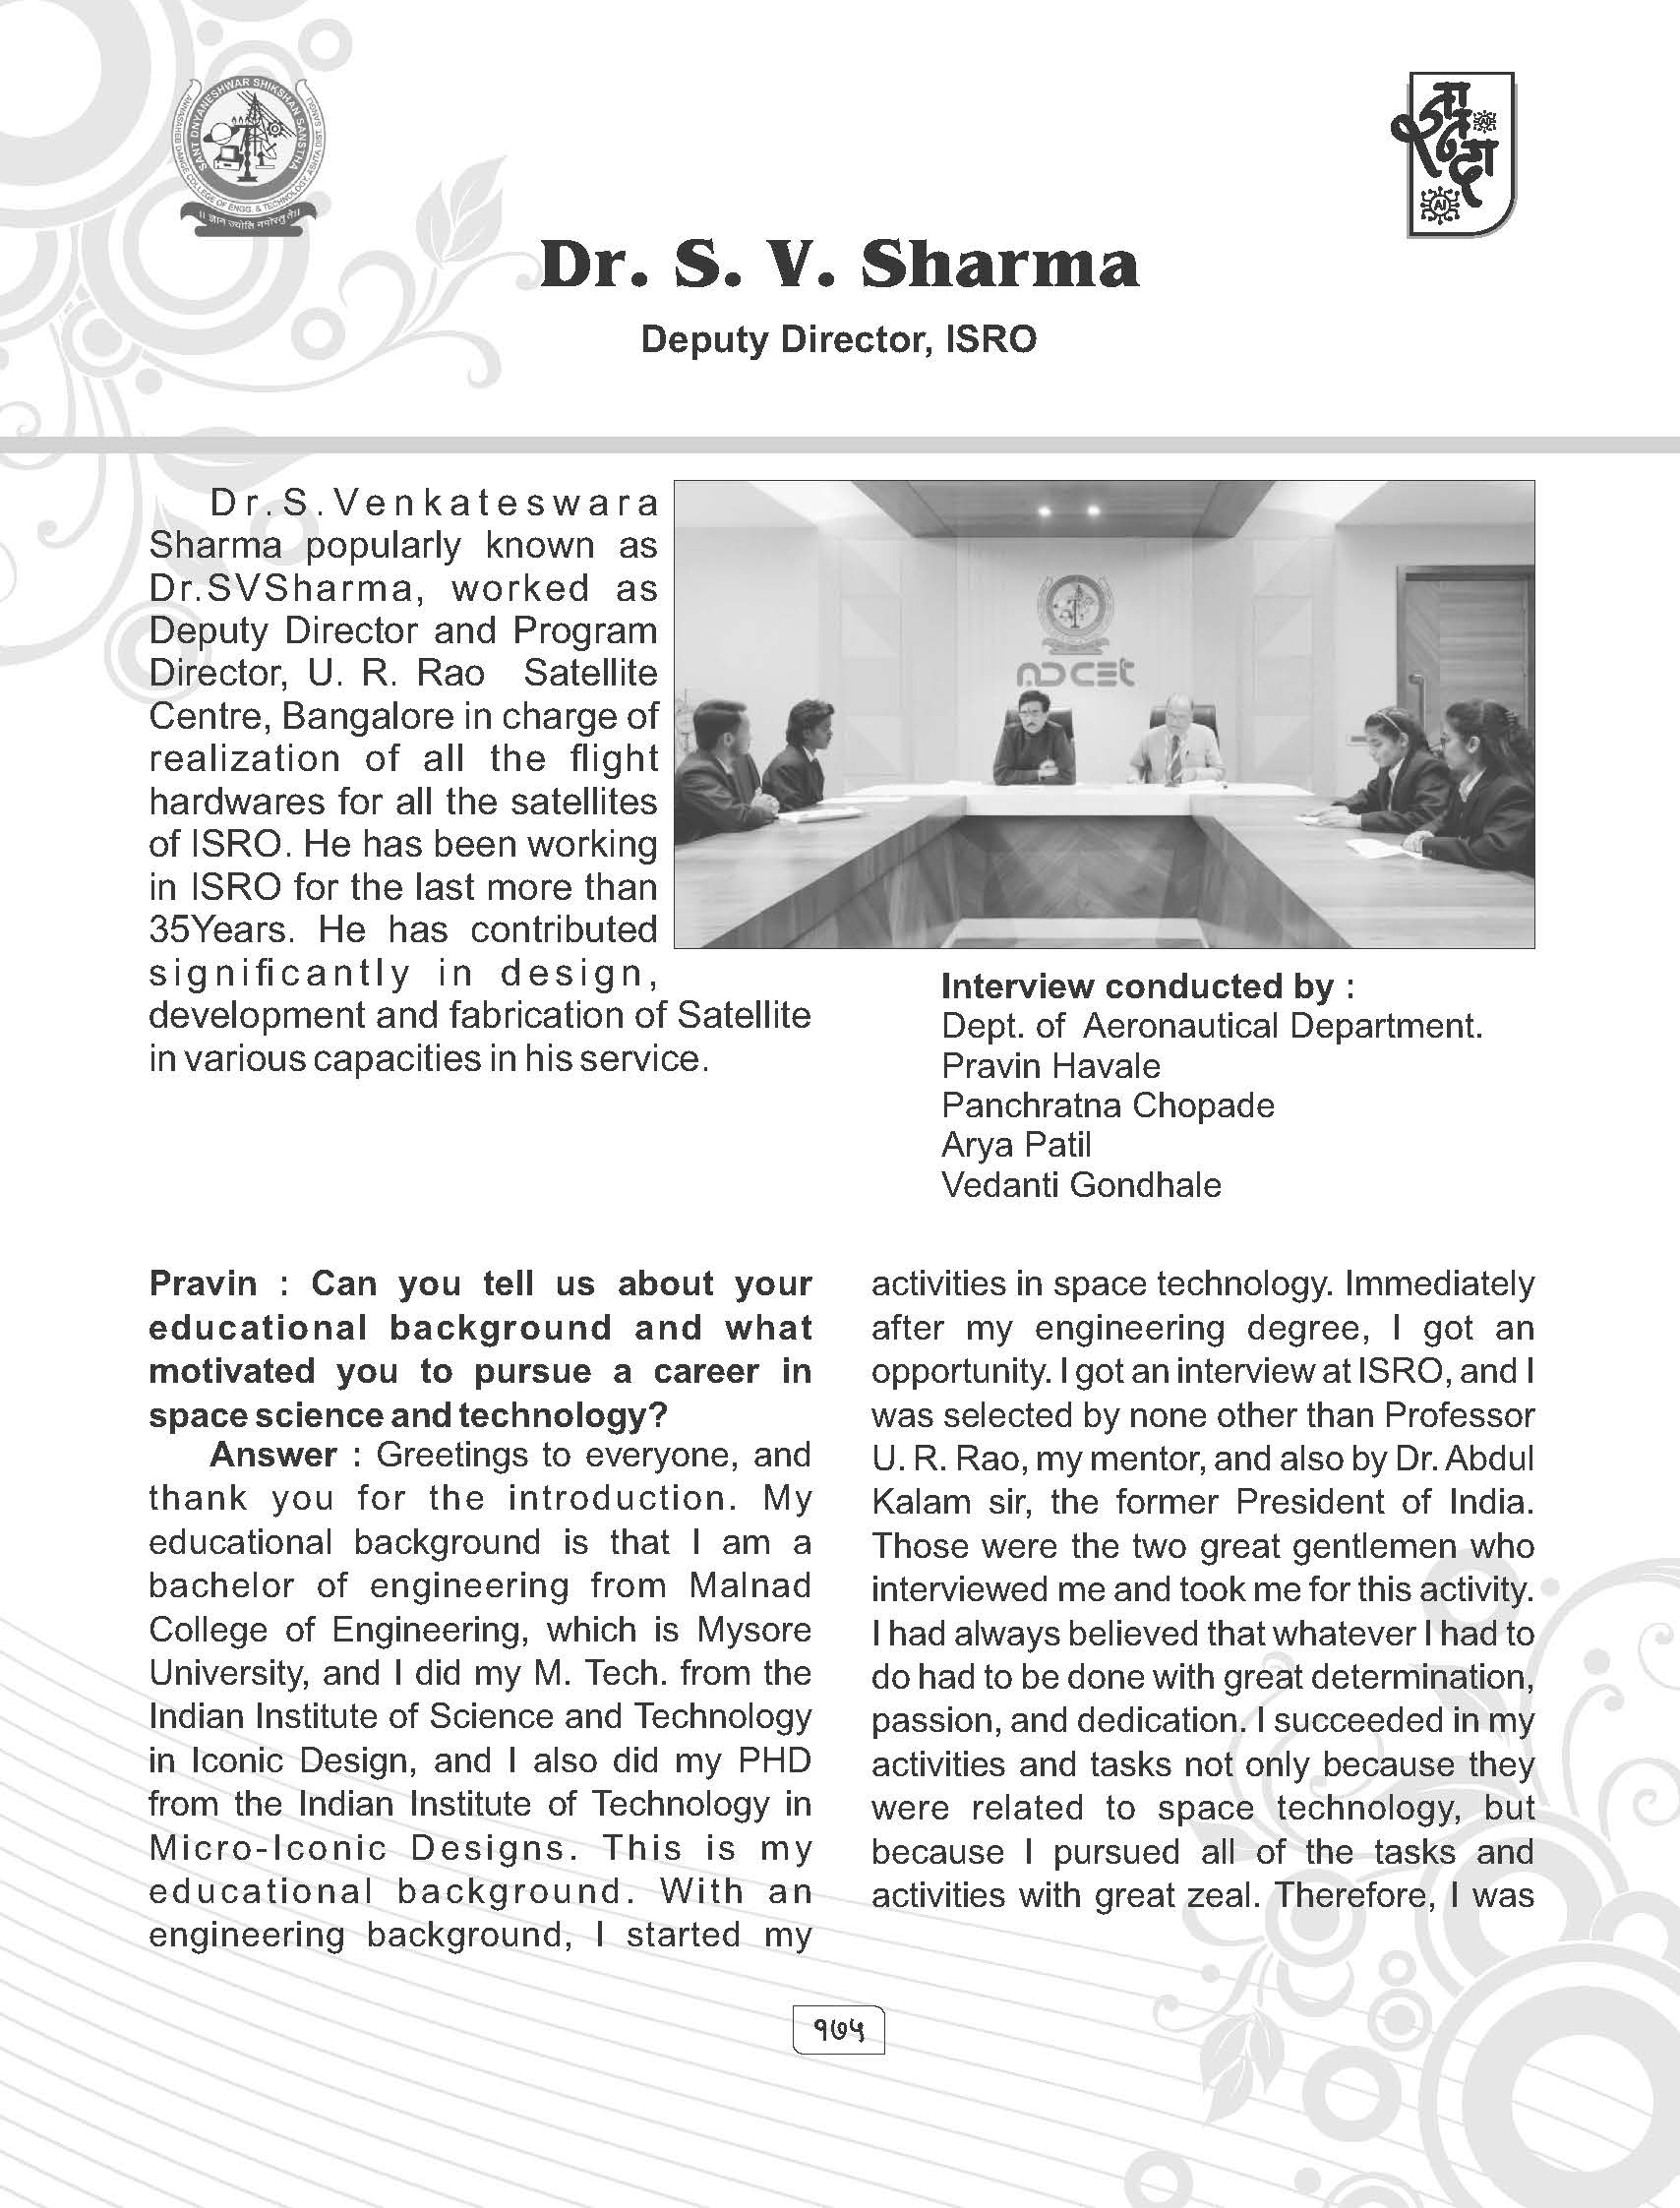 SANT DNYANESHWAR SHIKSHAN SANSTHA
ANNASAHEB DANGE COLLEGE OF ENGG. & TECHNOLOGY, ASHTA DIST. SANGLI
AI
AI
Dr. S. V. Sharma
Deputy Director, ISRO
Dr.S.Venkateswara
Sharma popularly known as
Dr.SVSharma, worked as
Deputy Director and Program
Director, U. R. Rao Satellite
Centre, Bangalore in charge of
realization of all the flight
hardwares for all the satellites
of ISRO. He has been working
in ISRO for the last more than
35Years. He has contributed
significantly in design,
development and fabrication of Satellite
in various capacities in his service.
ADCET
Interview conducted by :
Dept. of Aeronautical Department.
Pravin Havale
Panchratna Chopade
Arya Patil
Vedanti Gondhale
Pravin : Can you tell us about your
educational background and what
motivated you to pursue a career in
space science and technology?
Answer : Greetings to everyone, and
thank you for the introduction. My
educational background is that I am a
bachelor of engineering from Malnad
College of Engineering, which is Mysore
University, and I did my M. Tech. from the
Indian Institute of Science and Technology
in Iconic Design, and I also did my PHD
from the Indian Institute of Technology in
Micro-Iconic Designs. This is my
educational background. With an
engineering background, I started my
activities in space technology. Immediately
after my engineering degree, I got an
opportunity. I got an interview at ISRO, and I
was selected by none other than Professor
U. R. Rao, my mentor, and also by Dr. Abdul
Kalam sir, the former President of India.
Those were the two great gentlemen who
interviewed me and took me for this activity.
I had always believed that whatever I had to
do had to be done with great determination,
passion, and dedication. I succeeded in my
activities and tasks not only because they
were related to space technology, but
because I pursued all of the tasks and
activities with great zeal. Therefore, I was
१७५